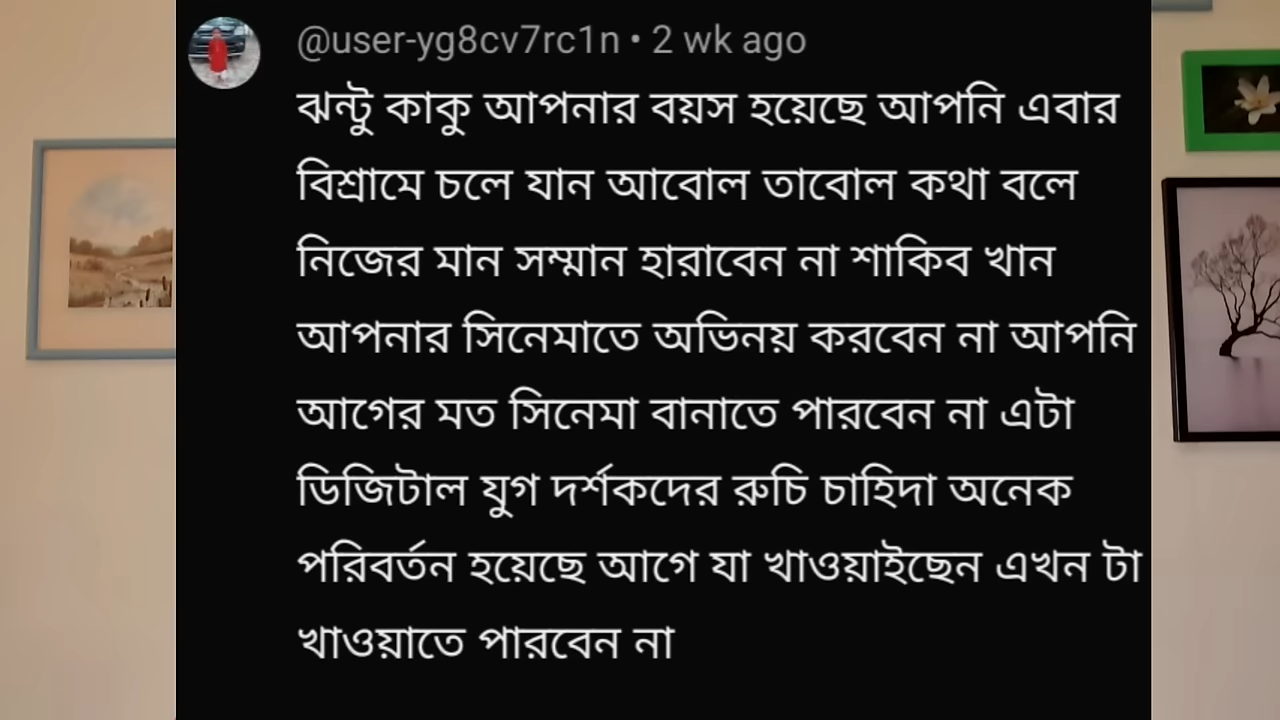 @user-yg8cv7rc1n • 2 wk ago
ঝন্টু কাকু আপনার বয়স হয়েছে আপনি এবার
বিশ্রামে চলে যান আবোল তাবোল কথা বলে
নিজের মান সম্মান হারাবেন না শাকিব খান
আপনার সিনেমাতে অভিনয় করবেন না আপনি
আগের মত সিনেমা বানাতে পারবেন না এটা
ডিজিটাল যুগ দর্শকদের রুচি চাহিদা অনেক
পরিবর্তন হয়েছে আগে যা খাওয়াইছেন এখন টা
খাওয়াতে পারবেন না